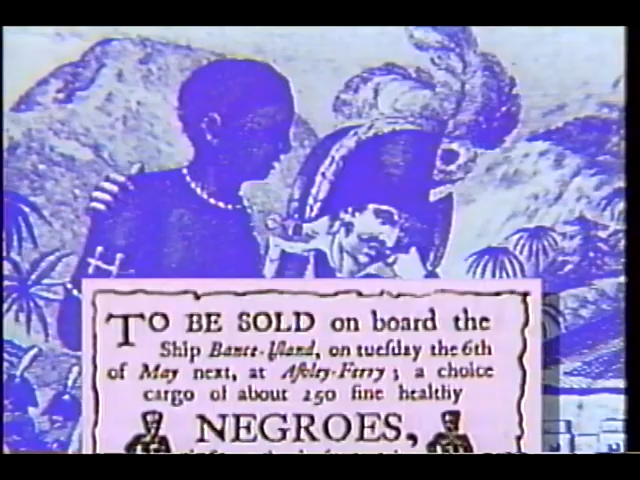 TO BE SOLD on board the
Ship Bance-Iſland, on tueſday the 6th
of May next, at Aſhley-Ferry; a choice
cargo of about 250 fine healthy
NEGROES,